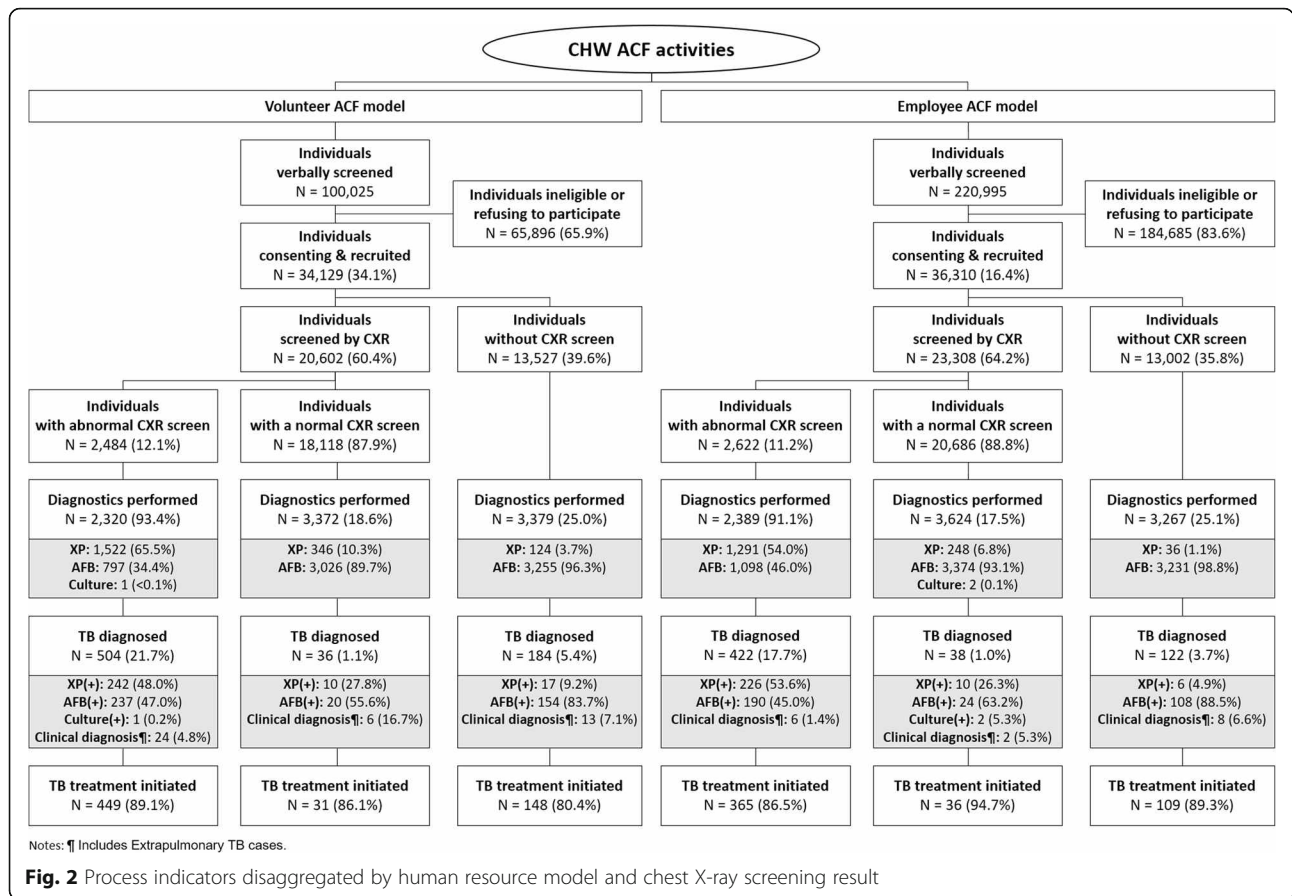 CHW ACF activities
Volunteer ACF model
Employee ACF model
Individuals
verbally screened
N = 100,025
Individuals ineligible or
refusing to participate
N = 65,896 (65.9%)
Individuals
consenting & recruited
N = 34,129 (34.1%)
Individuals
screened by CXR
N = 20,602 (60.4%)
Individuals
without CXR screen
N = 13,527 (39.6%)
Individuals
with abnormal CXR screen
N = 2,484 (12.1%)
Individuals
with a normal CXR screen
N = 18,118 (87.9%)
Diagnostics performed
N = 2,320 (93.4%)
XP: 1,522 (65.5%)
AFB: 797 (34.4%)
Culture: 1 (<0.1%)
Diagnostics performed
N = 3,372 (18.6%)
XP: 346 (10.3%)
AFB: 3,026 (89.7%)
Diagnostics performed
N = 3,379 (25.0%)
XP: 124 (3.7%)
AFB: 3,255 (96.3%)
TB diagnosed
N = 504 (21.7%)
XP(+): 242 (48.0%)
AFB(+): 237 (47.0%)
Culture(+): 1 (0.2%)
Clinical diagnosis¶: 24 (4.8%)
TB diagnosed
N = 36 (1.1%)
XP(+): 10 (27.8%)
AFB(+): 20 (55.6%)
Clinical diagnosis¶: 6 (16.7%)
TB diagnosed
N = 184 (5.4%)
XP(+): 17 (9.2%)
AFB(+): 154 (83.7%)
Clinical diagnosis¶: 13 (7.1%)
TB treatment initiated
N = 449 (89.1%)
TB treatment initiated
N = 31 (86.1%)
TB treatment initiated
N = 148 (80.4%)
Individuals
verbally screened
N = 220,995
Individuals ineligible or
refusing to participate
N = 184,685 (83.6%)
Individuals
consenting & recruited
N = 36,310 (16.4%)
Individuals
screened by CXR
N = 23,308 (64.2%)
Individuals
without CXR screen
N = 13,002 (35.8%)
Individuals
with abnormal CXR screen
N = 2,622 (11.2%)
Individuals
with a normal CXR screen
N = 20,686 (88.8%)
Diagnostics performed
N = 2,389 (91.1%)
XP: 1,291 (54.0%)
AFB: 1,098 (46.0%)
Diagnostics performed
N = 3,624 (17.5%)
XP: 248 (6.8%)
AFB: 3,374 (93.1%)
Culture: 2 (0.1%)
Diagnostics performed
N = 3,267 (25.1%)
XP: 36 (1.1%)
AFB: 3,231 (98.8%)
TB diagnosed
N = 422 (17.7%)
XP(+): 226 (53.6%)
AFB(+): 190 (45.0%)
Clinical diagnosis¶: 6 (1.4%)
TB diagnosed
N = 38 (1.0%)
XP(+): 10 (26.3%)
AFB(+): 24 (63.2%)
Culture(+): 2 (5.3%)
Clinical diagnosis¶: 2 (5.3%)
TB diagnosed
N = 122 (3.7%)
XP(+): 6 (4.9%)
AFB(+): 108 (88.5%)
Clinical diagnosis¶: 8 (6.6%)
TB treatment initiated
N = 365 (86.5%)
TB treatment initiated
N = 36 (94.7%)
TB treatment initiated
N = 109 (89.3%)
Notes: ¶ Includes Extrapulmonary TB cases.
Fig. 2 Process indicators disaggregated by human resource model and chest X-ray screening result